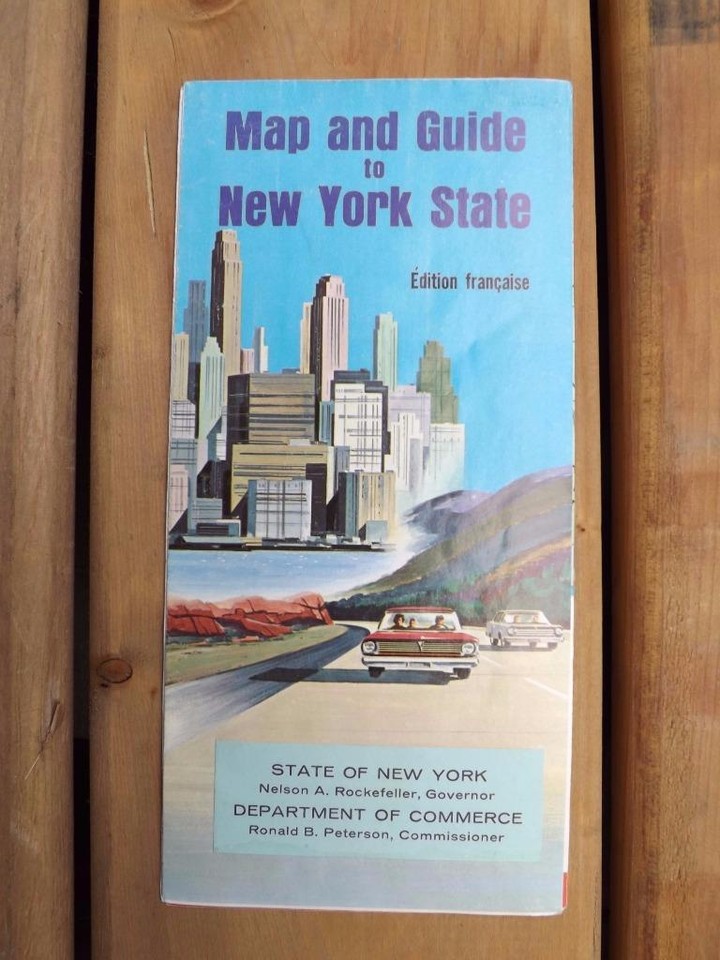 Map and Guide
to
New York State
Édition française
STATE OF NEW YORK
Nelson A. Rockefeller, Governor
DEPARTMENT OF COMMERCE
Ronald B. Peterson, Commissioner